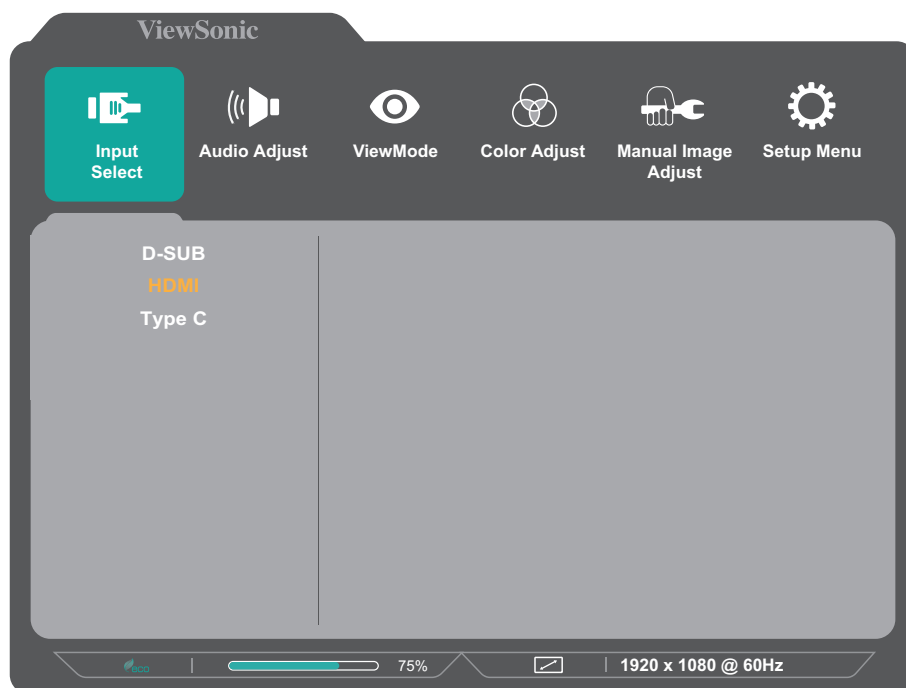 ViewSonic
Input
Select
Audio Adjust
ViewMode
Color Adjust
Manual Image
Adjust
Setup Menu
D-SUB
HDMI
Type C
75%
1920 x 1080 @ 60Hz